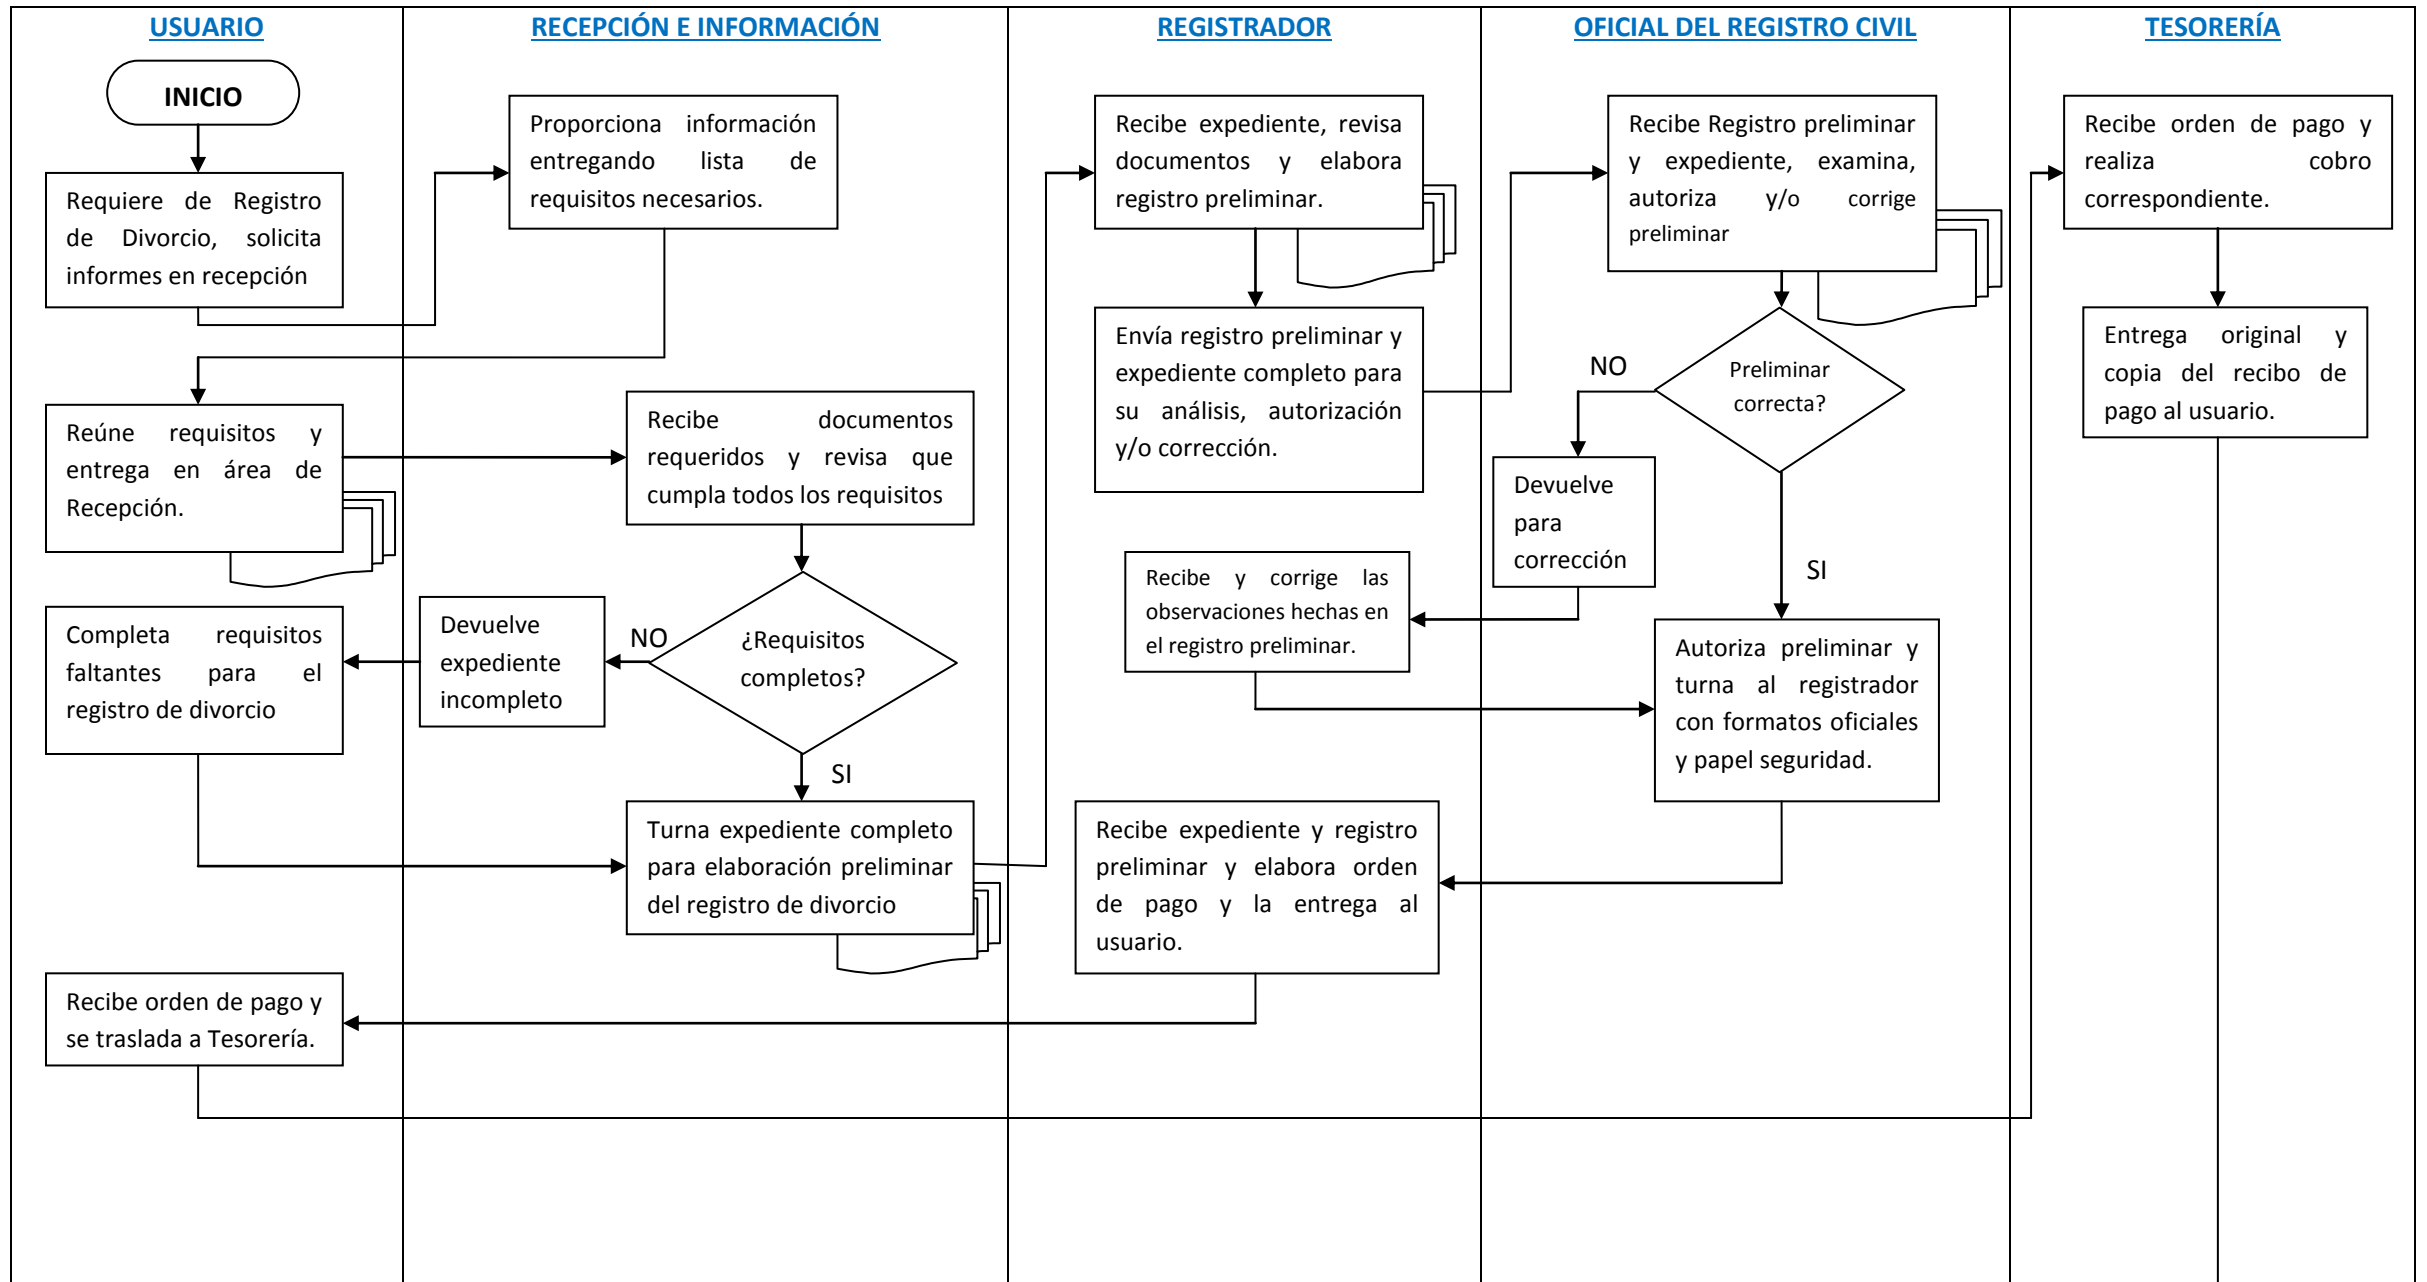 USUARIO
INICIO
Requiere de Registro
de Divorcio, solicita
informes en recepción
Reúne requisitos y
entrega en área de
Recepción.
Completa requisitos
faltantes para el
registro de divorcio
Recibe orden de pago y
se traslada a Tesorería.
RECEPCIÓN E INFORMACIÓN
Proporciona información
entregando lista de
requisitos necesarios.
Recibe documentos
requeridos y revisa que
cumpla todos los requisitos
¿Requisitos
completos?
NO
Devuelve
expediente
incompleto
SI
Turna expediente completo
para elaboración preliminar
del registro de divorcio
REGISTRADOR
Recibe expediente, revisa
documentos y elabora
registro preliminar.
Envía registro preliminar y
expediente completo para
su análisis, autorización
y/o corrección.
Recibe y corrige las
observaciones hechas en
el registro preliminar.
Recibe expediente y registro
preliminar y elabora orden
de pago y la entrega al
usuario.
OFICIAL DEL REGISTRO CIVIL
Recibe Registro preliminar
y expediente, examina,
autoriza y/o corrige
preliminar
Preliminar
correcta?
NO
Devuelve
para
corrección
SI
Autoriza preliminar y
turna al registrador
con formatos oficiales
y papel seguridad.
TESORERÍA
Recibe orden de pago y
realiza cobro
correspondiente.
Entrega original y
copia del recibo de
pago al usuario.